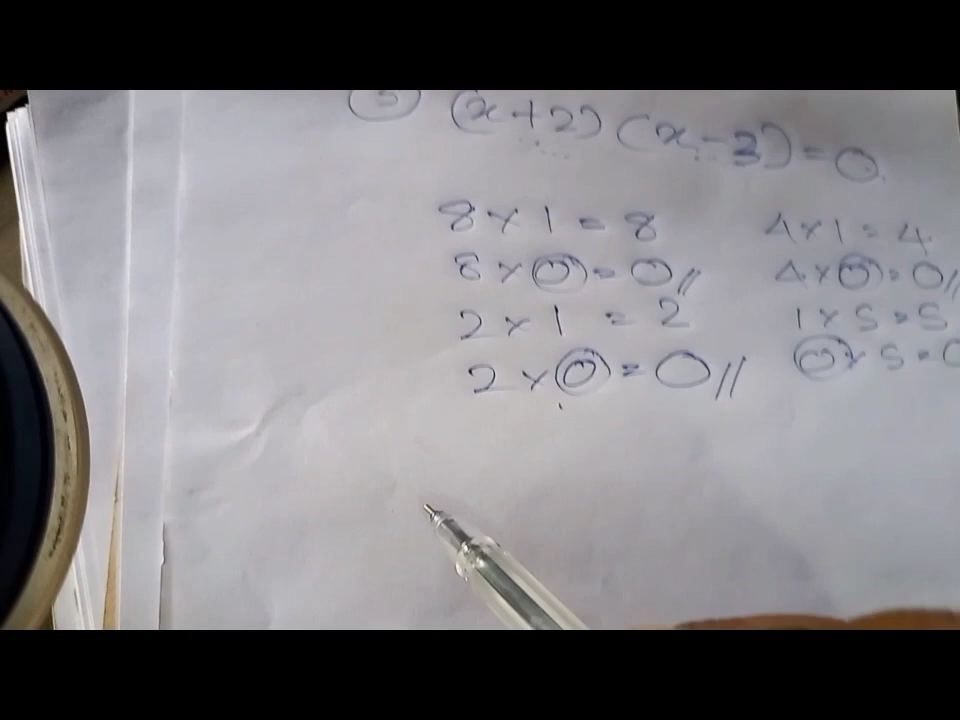 (3) (x+2) (x-3) = 0
8 × 1 = 8 4 × 1 = 4
8 × 0 = 0// 4 × 0 = 0//
2 × 1 = 2 1 × 5 = 5
2 × 0 = 0// 0 × 5 = 0